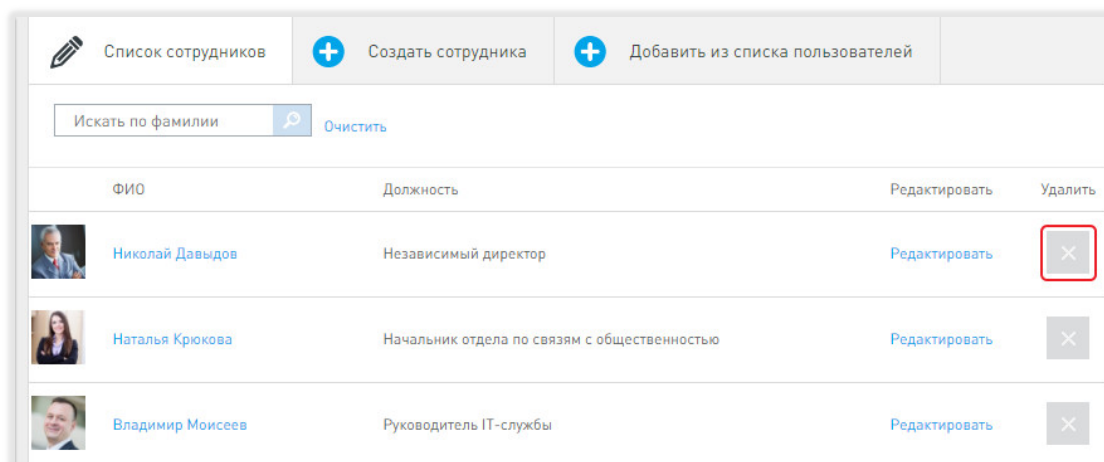 Список сотрудников Создать сотрудника Добавить из списка пользователей
Искать по фамилии Очистить
ФИО Должность Редактировать Удалить
Николай Давыдов Независимый директор Редактировать
Наталья Крюкова Начальник отдела по связям с общественностью Редактировать
Владимир Моисеев Руководитель IT-службы Редактировать